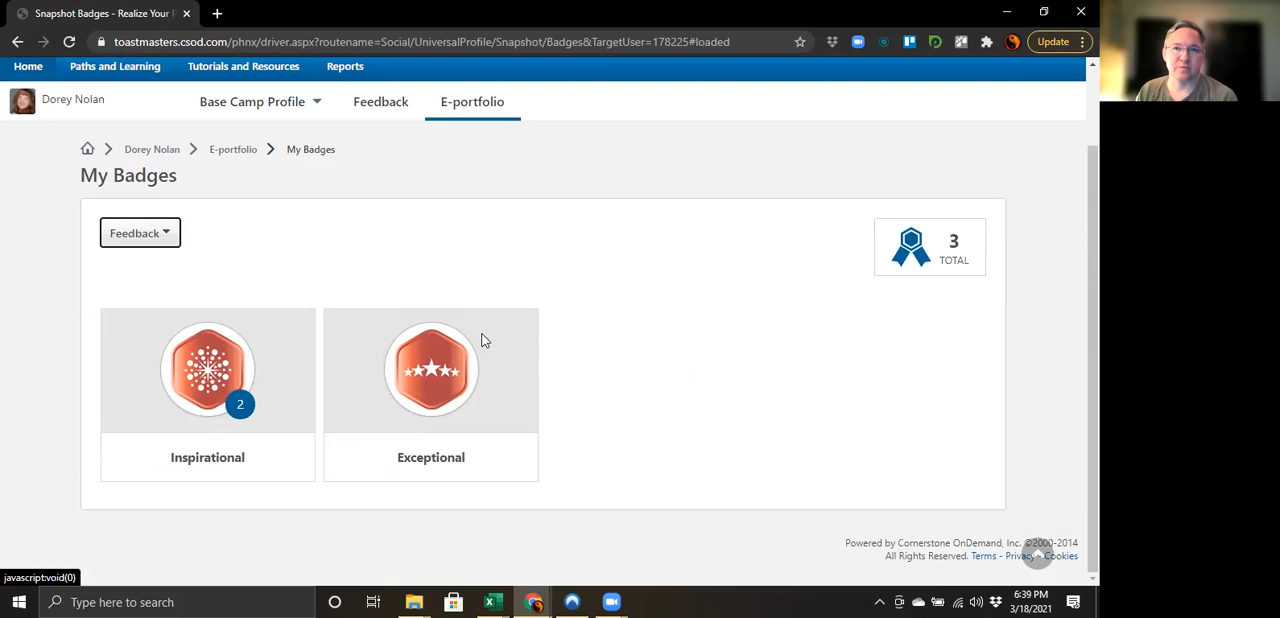 Snapshot Badges - Realize Your P
toastmasters.csod.com/phnx/driver.aspx?routename=Social/UniversalProfile/Snapshot/Badges&TargetUser=178225#loaded
Update
Home Paths and Learning Tutorials and Resources Reports
Dorey Nolan Base Camp Profile Feedback E-portfolio
Dorey Nolan E-portfolio My Badges
My Badges
Feedback
3
TOTAL
2
Inspirational Exceptional
Powered by Cornerstone OnDemand, Inc. ©2000-2014
All Rights Reserved. Terms - Privacy - Cookies
javascript:void(0)
Type here to search
6:39 PM
3/18/2021